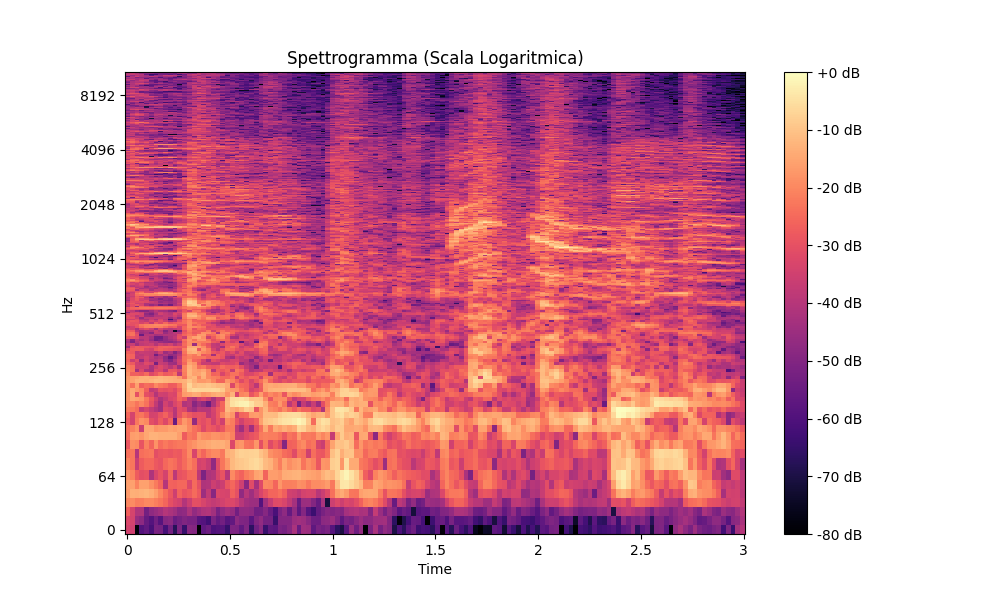 Spettrogramma (Scala Logaritmica)
Hz
8192
4096
2048
1024
512
256
128
64
0
0
0.5
1
1.5
2
2.5
3
Time
+0 dB
-10 dB
-20 dB
-30 dB
-40 dB
-50 dB
-60 dB
-70 dB
-80 dB